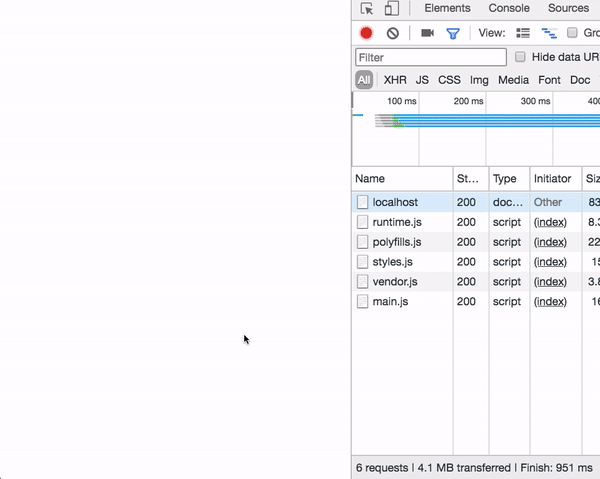 Elements Console Sources
View: Gro
Filter Hide data UR
All XHR JS CSS Img Media Font Doc
100 ms 200 ms 300 ms 400
Name St... Type Initiator Siz
localhost 200 doc... Other 83
runtime.js 200 script (index) 8.3
polyfills.js 200 script (index) 22
styles.js 200 script (index) 15
vendor.js 200 script (index) 3.8
main.js 200 script (index) 16
6 requests | 4.1 MB transferred | Finish: 951 ms